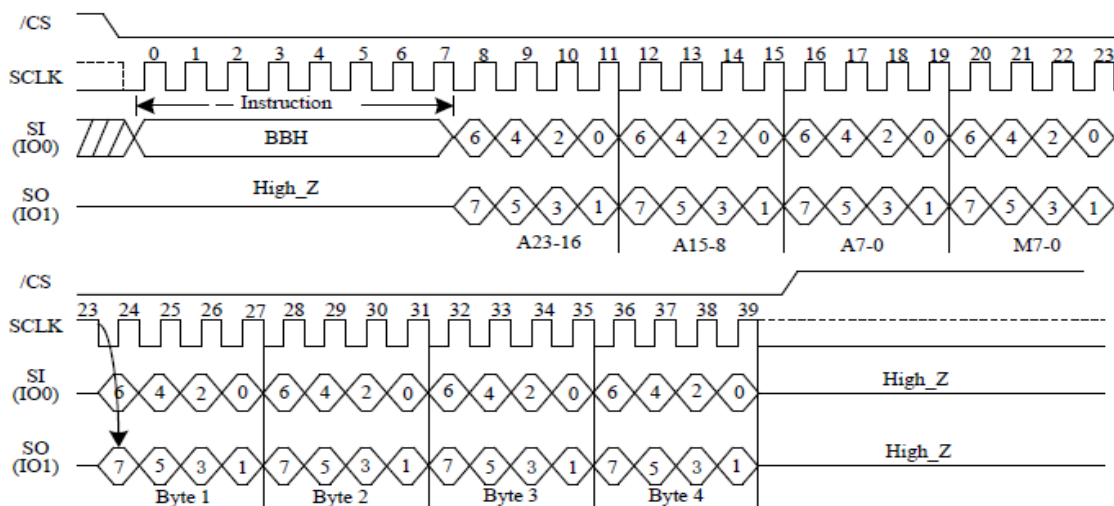 /CS
0 1 2 3 4 5 6 7 8 9 10 11 12 13 14 15 16 17 18 19 20 21 22 23
SCLK
Instruction
SI
(IO0)
BBH 6 4 2 0 6 4 2 0 6 4 2 0 6 4 2 0
High_Z
SO
(IO1)
7 5 3 1 7 5 3 1 7 5 3 1 7 5 3 1
A23-16 A15-8 A7-0 M7-0
/CS
23 24 25 26 27 28 29 30 31 32 33 34 35 36 37 38 39
SCLK
SI
(IO0)
6 4 2 0 6 4 2 0 6 4 2 0 6 4 2 0 High_Z
SO
(IO1)
7 5 3 1 7 5 3 1 7 5 3 1 7 5 3 1 High_Z
Byte 1 Byte 2 Byte 3 Byte 4